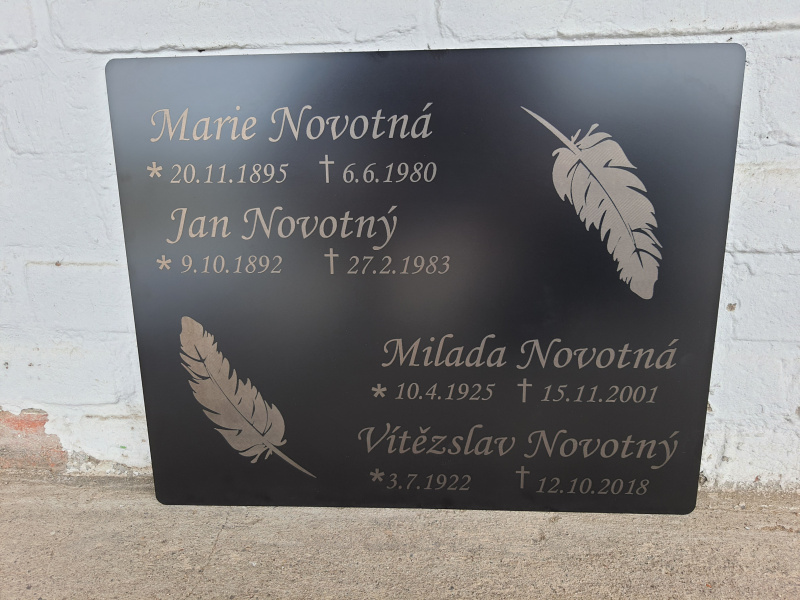 Marie Novotná
* 20.11.1895 † 6.6.1980
Jan Novotný
* 9.10.1892 † 27.2.1983
Milada Novotná
* 10.4.1925 † 15.11.2001
Vítězslav Novotný
* 3.7.1922 † 12.10.2018